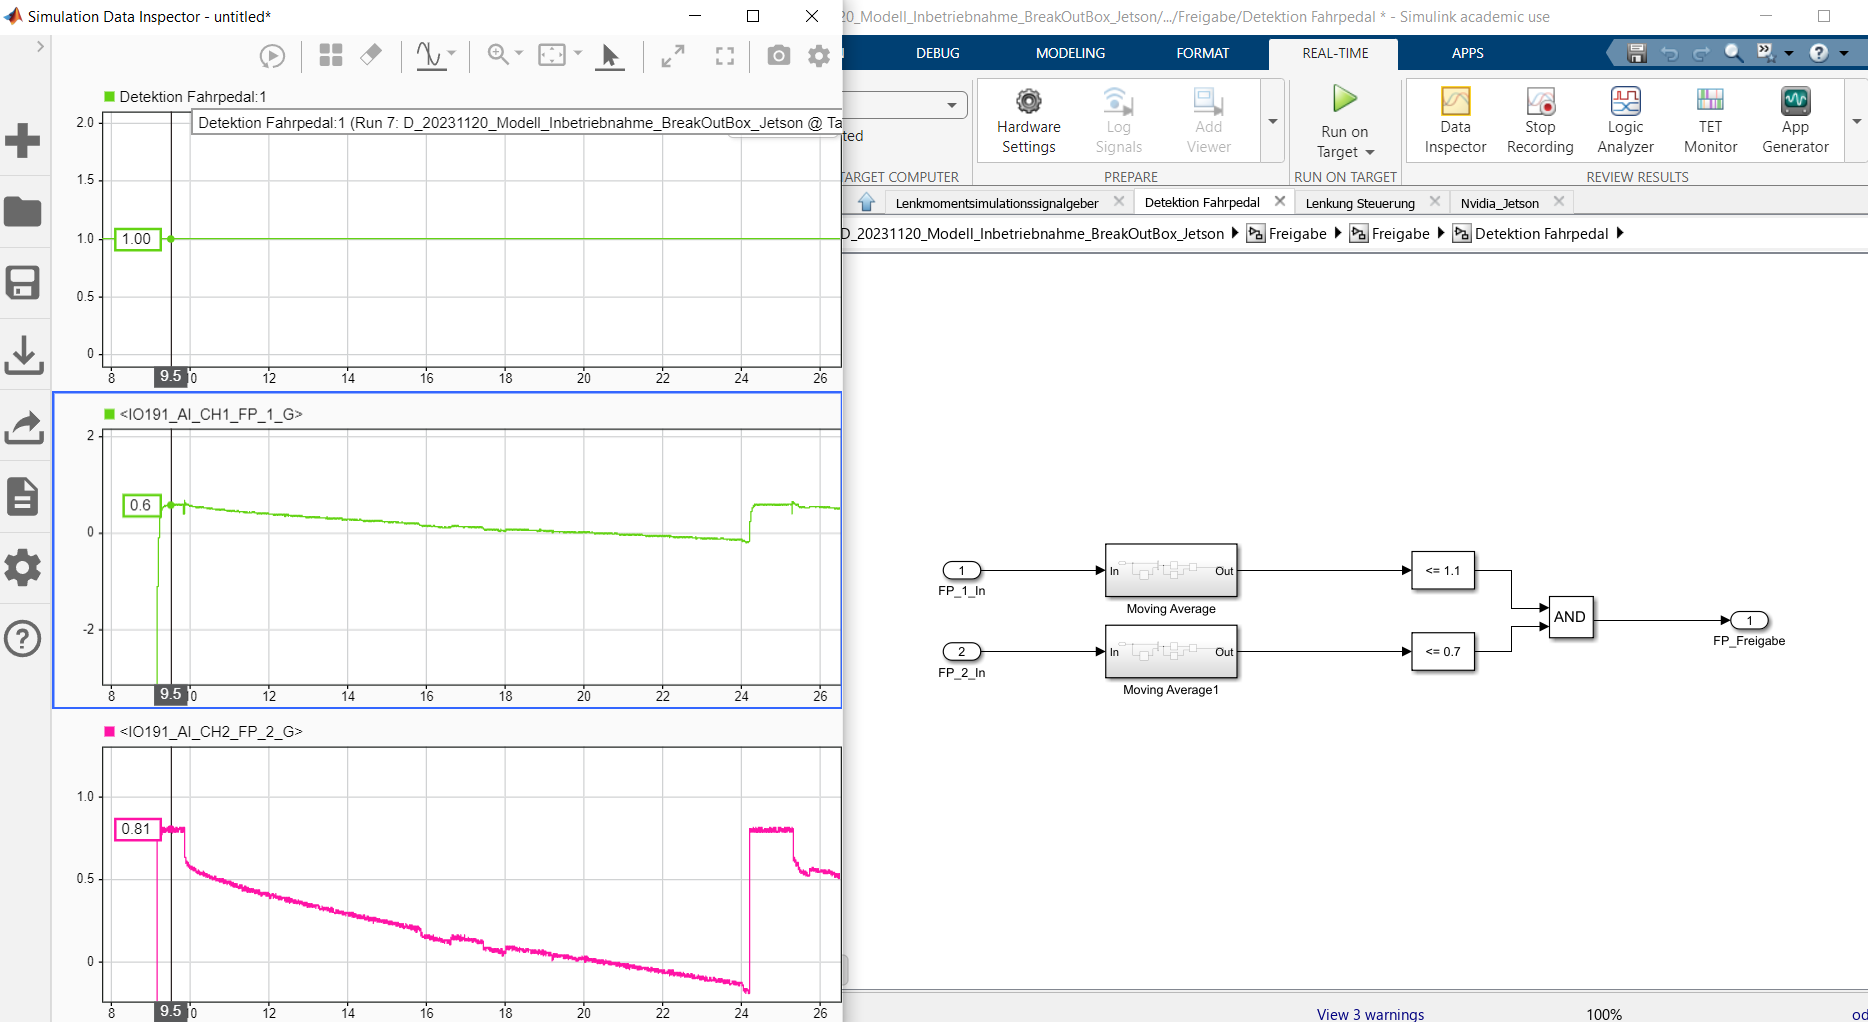 Simulation Data Inspector - untitled*
20_Modell_Inbetriebnahme_BreakOutBox_Jetson/.../Freigabe/Detektion Fahrpedal * - Simulink academic use
DEBUG
MODELING
FORMAT
REAL-TIME
APPS
Hardware
Settings
Log
Signals
Add
Viewer
Run on
Target
Data
Inspector
Stop
Recording
Logic
Analyzer
TET
Monitor
App
Generator
TARGET COMPUTER
PREPARE
RUN ON TARGET
REVIEW RESULTS
Lenkmomentsimulationssignalgeber
Detektion Fahrpedal
Lenkung Steuerung
Nvidia_Jetson
D_20231120_Modell_Inbetriebnahme_BreakOutBox_Jetson
Freigabe
Freigabe
Detektion Fahrpedal
Detektion Fahrpedal:1
Detektion Fahrpedal:1 (Run 7: D_20231120_Modell_Inbetriebnahme_BreakOutBox_Jetson @ Ta
2.0
1.5
1.0
0.5
0
1.00
8 9.5 10 12 14 16 18 20 22 24 26
<IO191_AI_CH1_FP_1_G>
2
0
-2
0.6
8 9.5 10 12 14 16 18 20 22 24 26
<IO191_AI_CH2_FP_2_G>
1.0
0.5
0
0.81
8 9.5 10 12 14 16 18 20 22 24 26
1
FP_1_In
In
Out
Moving Average
<= 1.1
2
FP_2_In
In
Out
Moving Average1
<= 0.7
AND
1
FP_Freigabe
View 3 warnings
100%